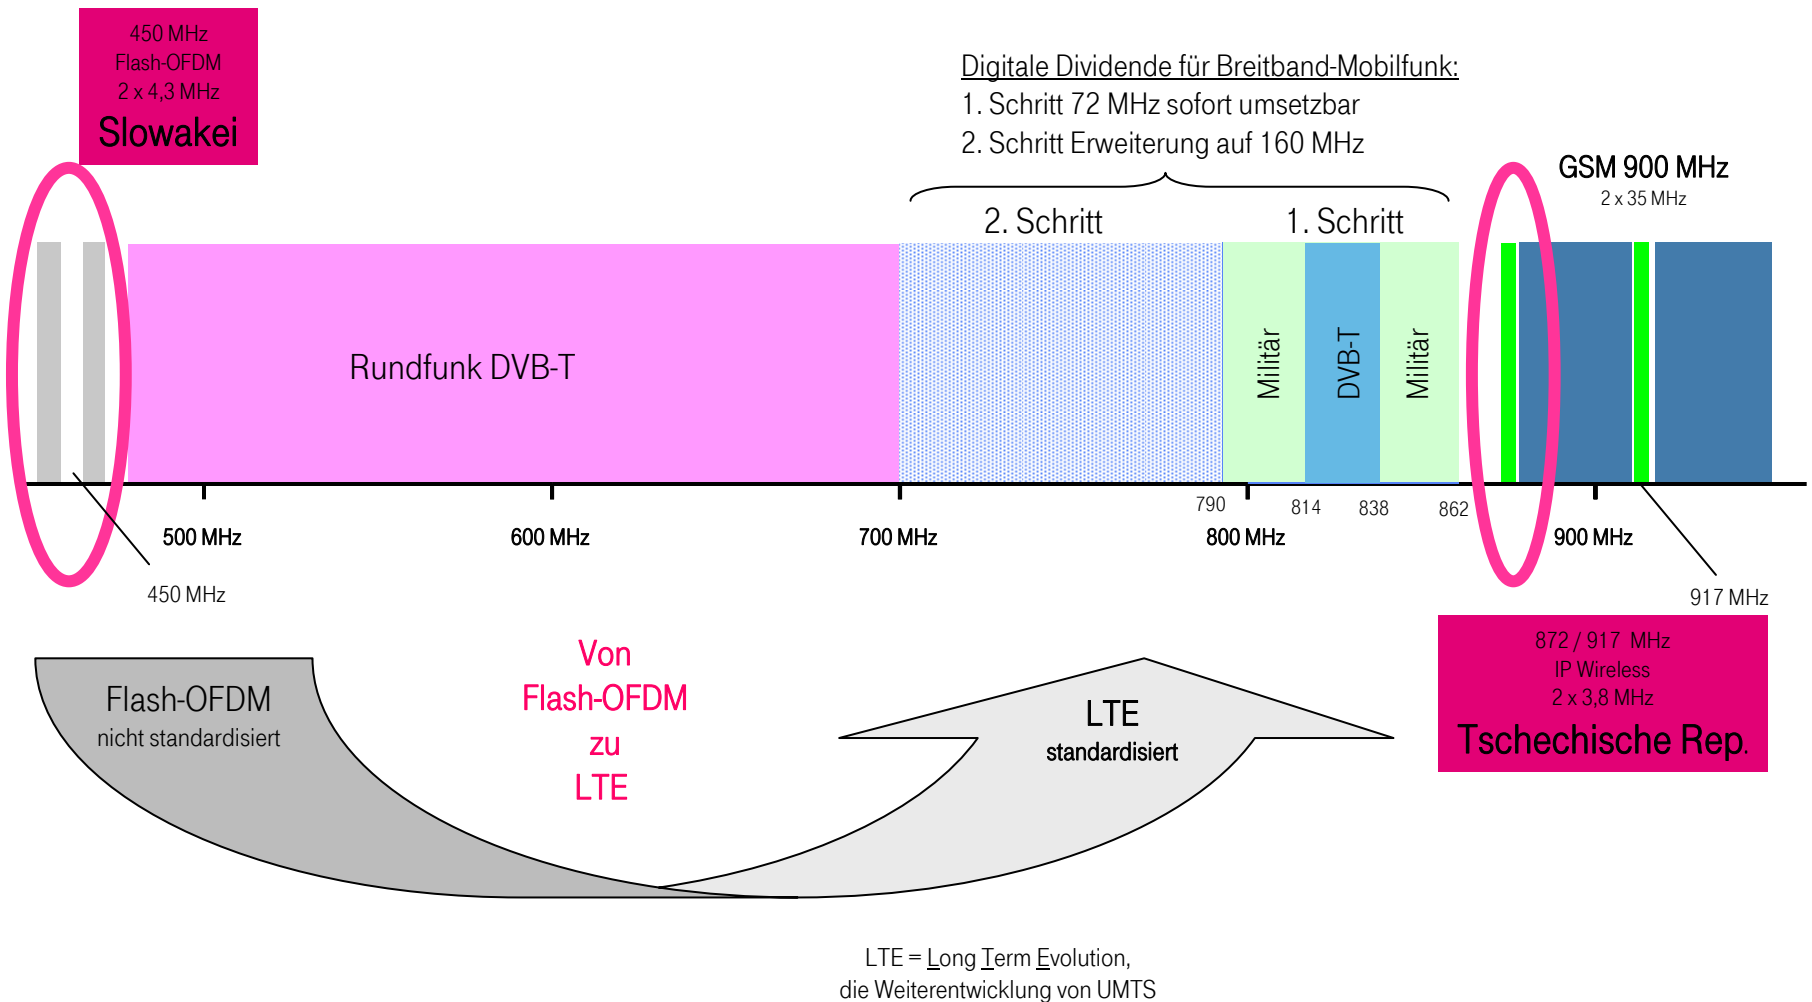 450 MHz
Flash-OFDM
2 x 4,3 MHz
Slowakei
Digitale Dividende für Breitband-Mobilfunk:
1. Schritt 72 MHz sofort umsetzbar
2. Schritt Erweiterung auf 160 MHz
GSM 900 MHz
2 x 35 MHz
2. Schritt
1. Schritt
Rundfunk DVB-T
Militär
DVB-T
Militär
790
814
838
862
500 MHz
600 MHz
700 MHz
800 MHz
900 MHz
450 MHz
917 MHz
872 / 917 MHz
IP Wireless
2 x 3,8 MHz
Tschechische Rep.
Flash-OFDM
nicht standardisiert
Von
Flash-OFDM
zu
LTE
LTE
standardisiert
LTE = Long Term Evolution,
die Weiterentwicklung von UMTS